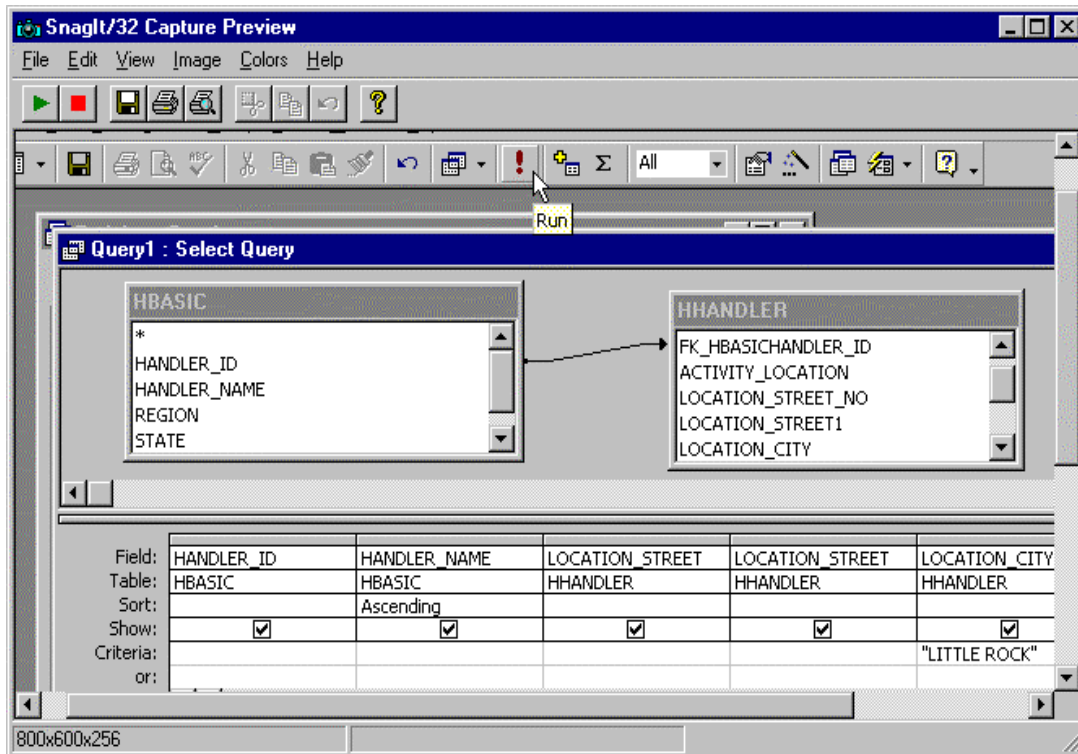 SnagIt/32 Capture Preview
File Edit View Image Colors Help
ABC
All
Run
Query1 : Select Query
HBASIC
*
HANDLER_ID
HANDLER_NAME
REGION
STATE
HHANDLER
FK_HBASICHANDLER_ID
ACTIVITY_LOCATION
LOCATION_STREET_NO
LOCATION_STREET1
LOCATION_CITY
Field: HANDLER_ID HANDLER_NAME LOCATION_STREET LOCATION_STREET LOCATION_CITY
Table: HBASIC HBASIC HHANDLER HHANDLER HHANDLER
Sort: Ascending
Show:
Criteria: "LITTLE ROCK"
or:
800x600x256